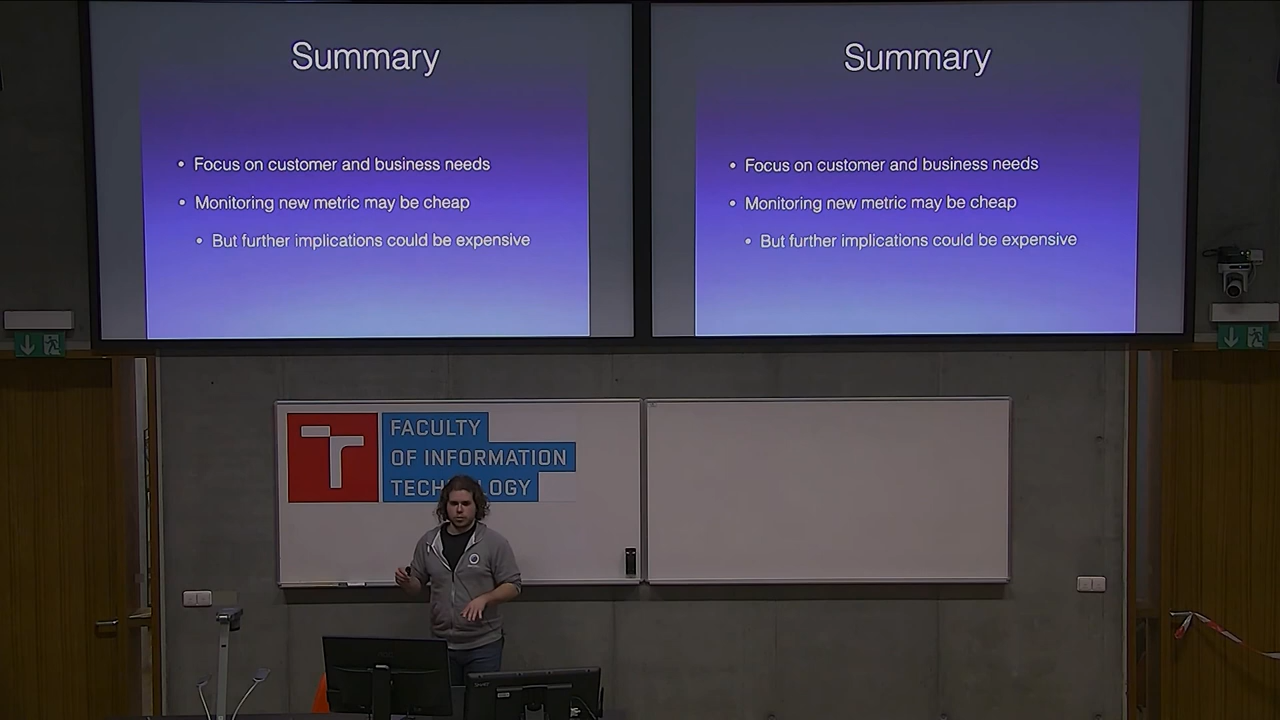 Summary
• Focus on customer and business needs
• Monitoring new metric may be cheap
• But further implications could be expensive
Summary
• Focus on customer and business needs
• Monitoring new metric may be cheap
• But further implications could be expensive
FACULTY
OF INFORMATION